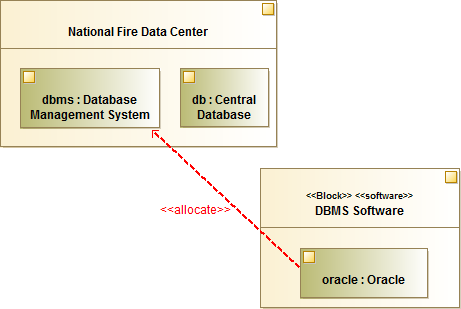 National Fire Data Center
dbms : Database
Management System
db : Central
Database
<<allocate>>
<<Block>> <<software>>
DBMS Software
oracle : Oracle